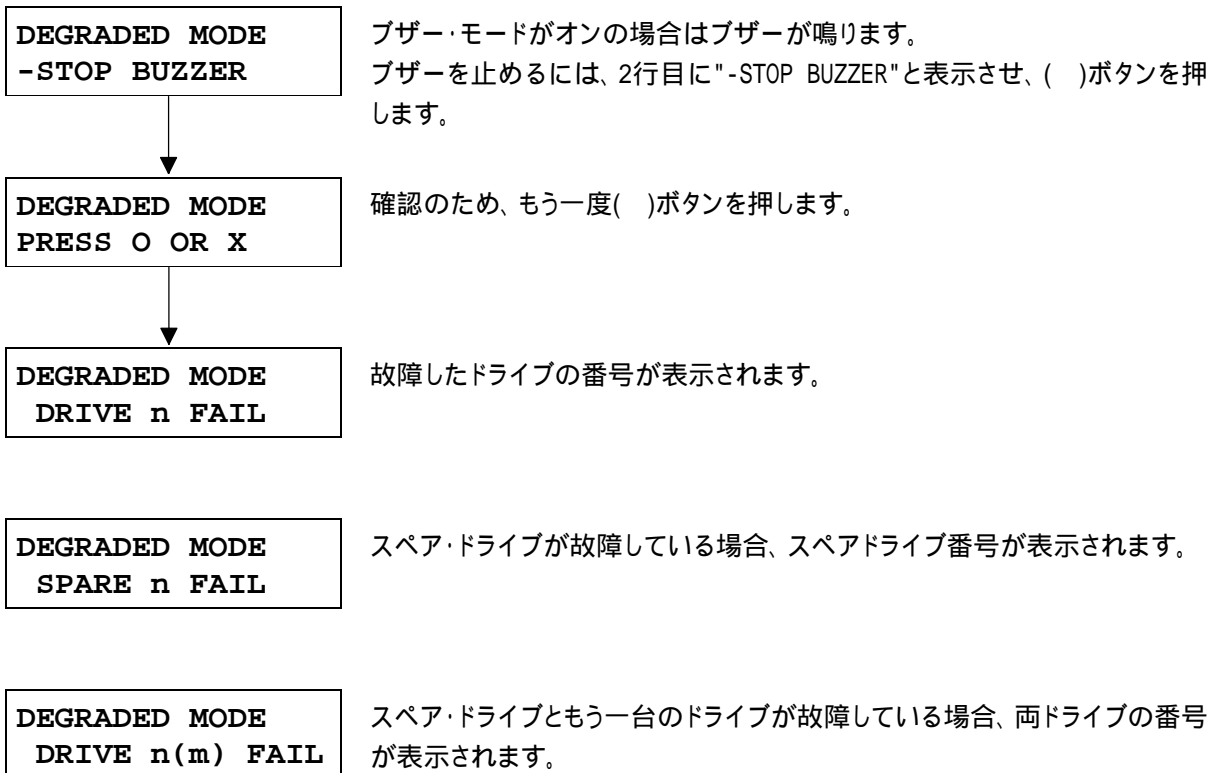 DEGRADED MODE
-STOP BUZZER
ブザー・モードがオンの場合はブザーが鳴ります。
ブザーを止めるには、2行目に"-STOP BUZZER"と表示させ、(　)ボタンを押
します。
DEGRADED MODE
PRESS O OR X
確認のため、もう一度(　)ボタンを押します。
DEGRADED MODE
DRIVE n FAIL
故障したドライブの番号が表示されます。
DEGRADED MODE
SPARE n FAIL
スペア・ドライブが故障している場合、スペアドライブ番号が表示されます。
DEGRADED MODE
DRIVE n(m) FAIL
スペア・ドライブともう一台のドライブが故障している場合、両ドライブの番号
が表示されます。